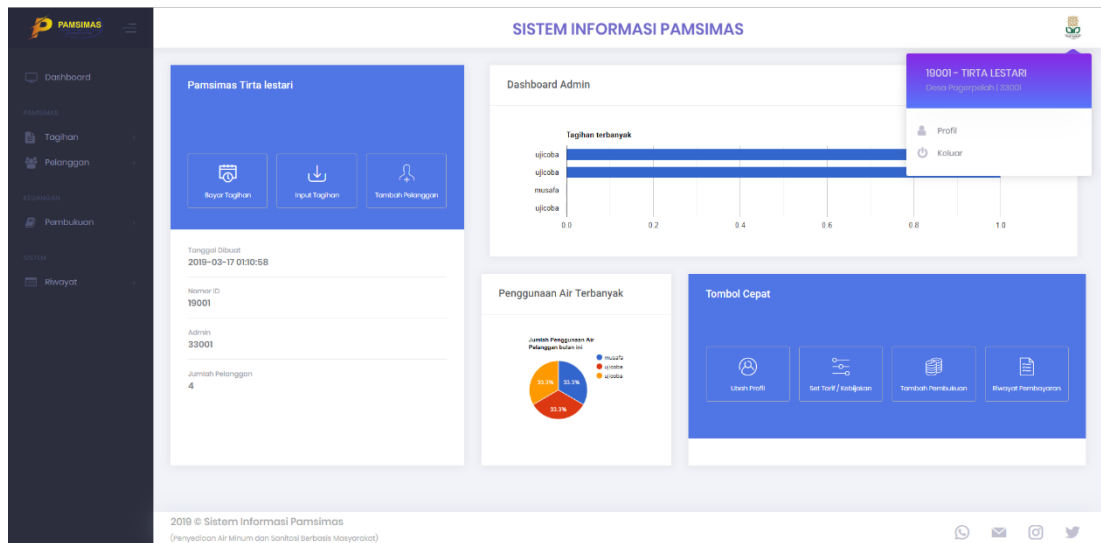 PAMSIMAS
SISTEM INFORMASI PAMSIMAS
Dashboard
PAMSIMAS
Tagihan
Pelanggan
KEUANGAN
Pembukuan
SISTEM
Riwayat
Pamsimas Tirta lestari
Bayar Tagihan
Input Tagihan
Tambah Pelanggan
Tanggal Dibuat
2019-03-17 01:10:58
Nomor ID
19001
Admin
33001
Jumlah Pelanggan
4
Dashboard Admin
Tagihan terbanyak
ujicoba
ujicoba
musafa
ujicoba
0.0 0.2 0.4 0.6 0.8 1.0
19001 - TIRTA LESTARI
Desa Pagerpelah | 33001
Profil
Keluar
Penggunaan Air Terbanyak
Jumlah Penggunaan Air
Pelanggan bulan ini
musafa
ujicoba
ujicoba
33.3% 33.3%
33.3%
Tombol Cepat
Ubah Profil
Set Tarif / Kebijakan
Tambah Pembukuan
Riwayat Pembayaran
2019 © Sistem Informasi Pamsimas
(Penyediaan Air Minum dan Sanitasi Berbasis Masyarakat)